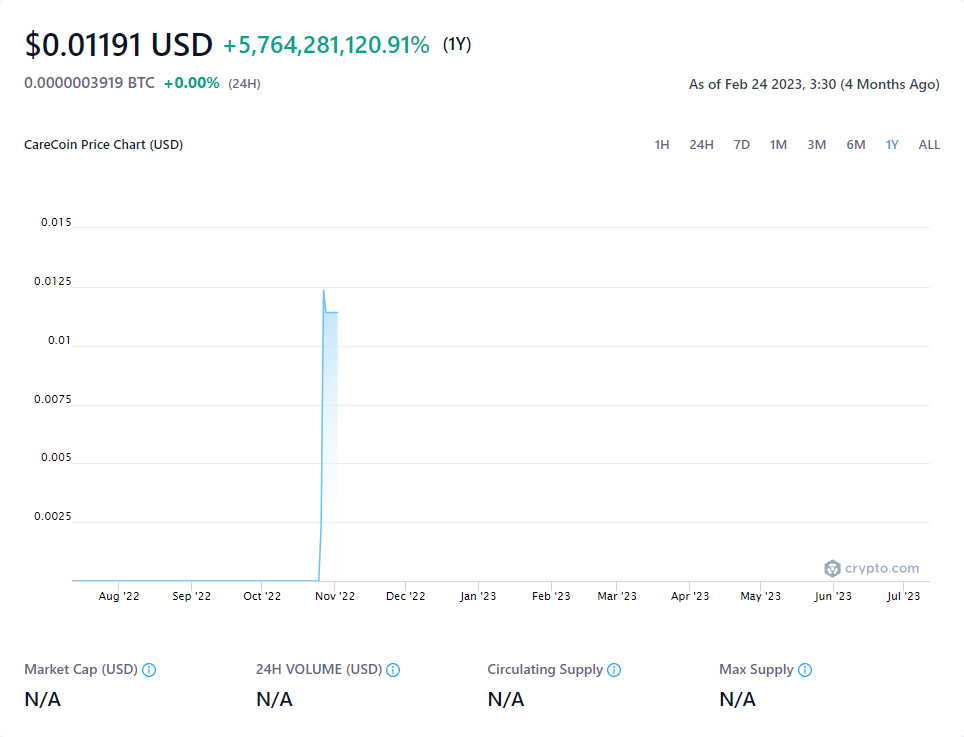 $0.01191 USD +5,764,281,120.91% (1Y)
0.0000003919 BTC +0.00% (24H)
As of Feb 24 2023, 3:30 (4 Months Ago)
CareCoin Price Chart (USD)
1H 24H 7D 1M 3M 6M 1Y ALL
0.015
0.0125
0.01
0.0075
0.005
0.0025
crypto.com
Aug '22 Sep '22 Oct '22 Nov '22 Dec '22 Jan '23 Feb '23 Mar '23 Apr '23 May '23 Jun '23 Jul '23
Market Cap (USD) 24H VOLUME (USD) Circulating Supply Max Supply
N/A N/A N/A N/A